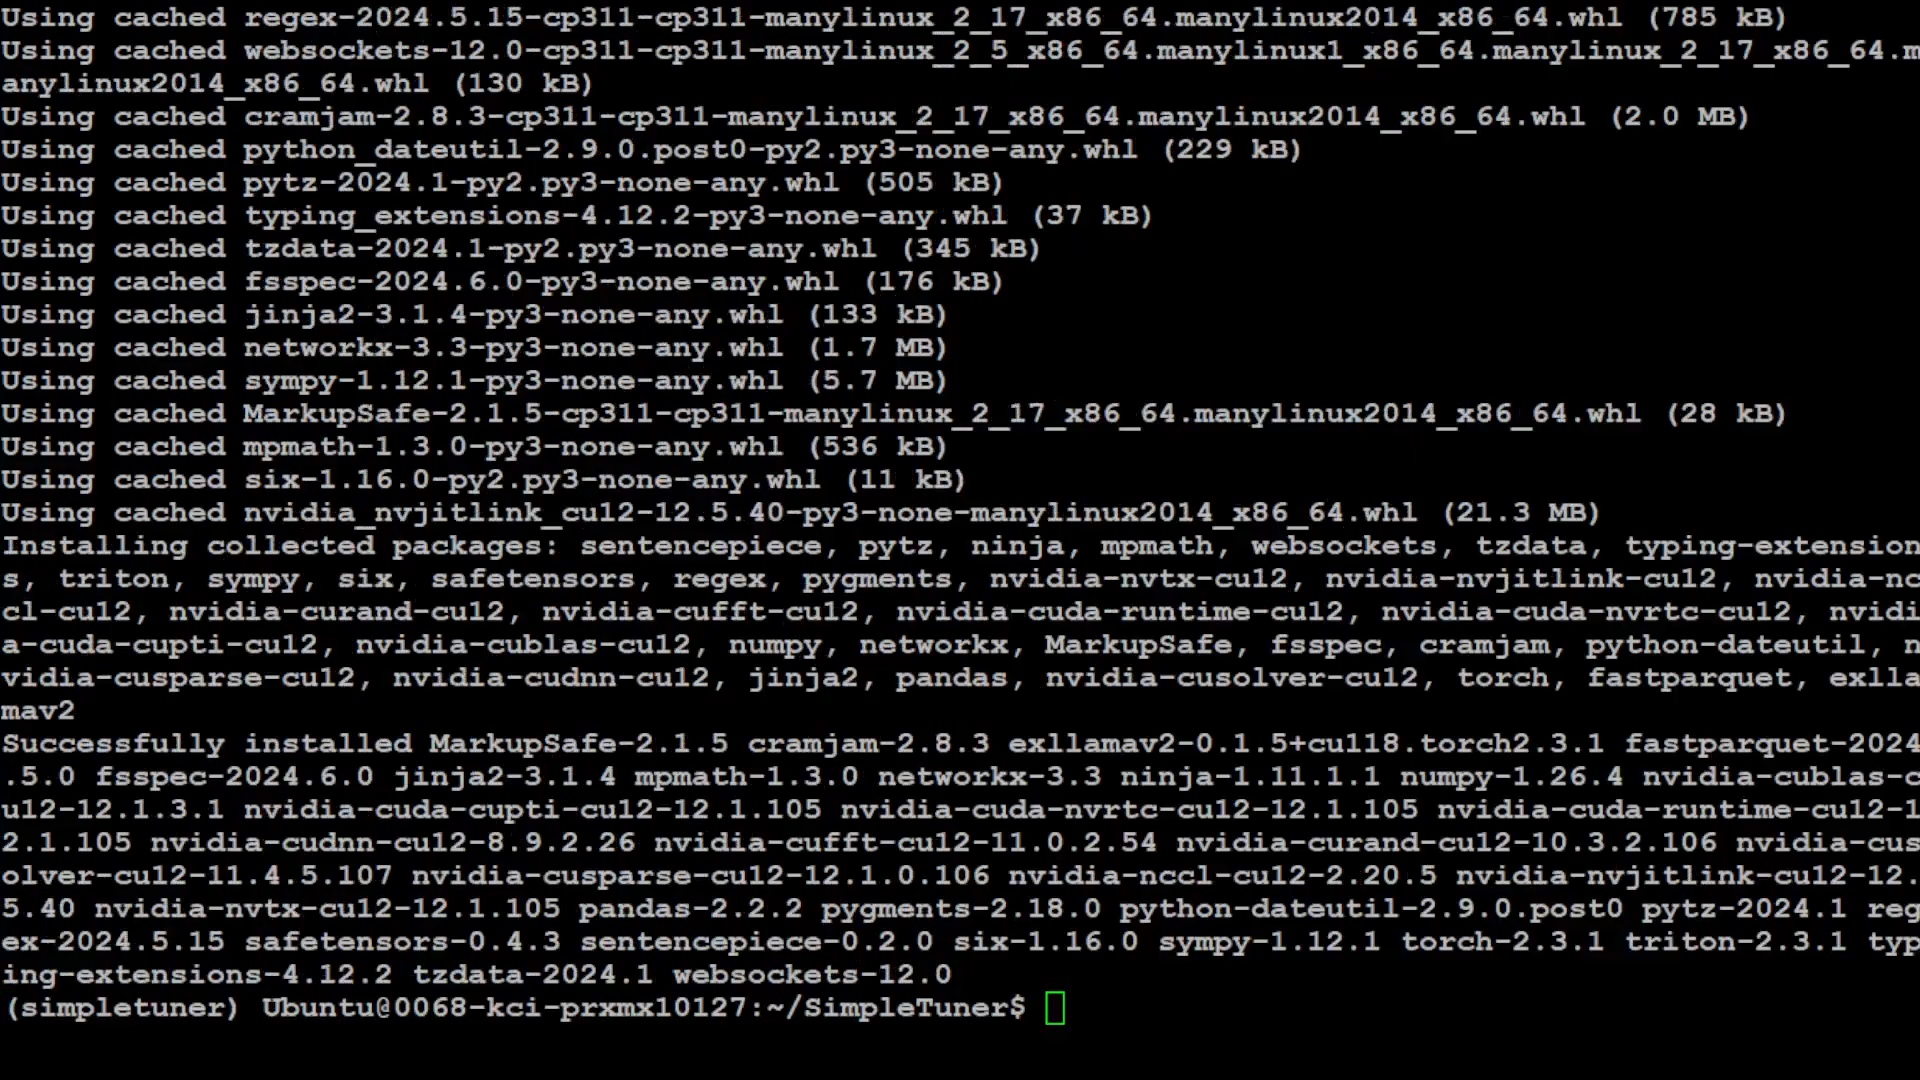 Using cached regex-2024.5.15-cp311-cp311-manylinux_2_17_x86_64.manylinux2014_x86_64.whl (785 kB)
Using cached websockets-12.0-cp311-cp311-manylinux_2_5_x86_64.manylinux1_x86_64.manylinux_2_17_x86_64.m
anylinux2014_x86_64.whl (130 kB)
Using cached cramjam-2.8.3-cp311-cp311-manylinux_2_17_x86_64.manylinux2014_x86_64.whl (2.0 MB)
Using cached python_dateutil-2.9.0.post0-py2.py3-none-any.whl (229 kB)
Using cached pytz-2024.1-py2.py3-none-any.whl (505 kB)
Using cached typing_extensions-4.12.2-py3-none-any.whl (37 kB)
Using cached tzdata-2024.1-py2.py3-none-any.whl (345 kB)
Using cached fsspec-2024.6.0-py3-none-any.whl (176 kB)
Using cached jinja2-3.1.4-py3-none-any.whl (133 kB)
Using cached networkx-3.3-py3-none-any.whl (1.7 MB)
Using cached sympy-1.12.1-py3-none-any.whl (5.7 MB)
Using cached MarkupSafe-2.1.5-cp311-cp311-manylinux_2_17_x86_64.manylinux2014_x86_64.whl (28 kB)
Using cached mpmath-1.3.0-py3-none-any.whl (536 kB)
Using cached six-1.16.0-py2.py3-none-any.whl (11 kB)
Using cached nvidia_nvjitlink_cu12-12.5.40-py3-none-manylinux2014_x86_64.whl (21.3 MB)
Installing collected packages: sentencepiece, pytz, ninja, mpmath, websockets, tzdata, typing-extension
s, triton, sympy, six, safetensors, regex, pygments, nvidia-nvtx-cu12, nvidia-nvjitlink-cu12, nvidia-nc
cl-cu12, nvidia-curand-cu12, nvidia-cufft-cu12, nvidia-cuda-runtime-cu12, nvidia-cuda-nvrtc-cu12, nvidi
a-cuda-cupti-cu12, nvidia-cublas-cu12, numpy, networkx, MarkupSafe, fsspec, cramjam, python-dateutil, n
vidia-cusparse-cu12, nvidia-cudnn-cu12, jinja2, pandas, nvidia-cusolver-cu12, torch, fastparquet, exlla
mav2
Successfully installed MarkupSafe-2.1.5 cramjam-2.8.3 exllamav2-0.1.5+cu118.torch2.3.1 fastparquet-2024
.5.0 fsspec-2024.6.0 jinja2-3.1.4 mpmath-1.3.0 networkx-3.3 ninja-1.11.1.1 numpy-1.26.4 nvidia-cublas-c
u12-12.1.3.1 nvidia-cuda-cupti-cu12-12.1.105 nvidia-cuda-nvrtc-cu12-12.1.105 nvidia-cuda-runtime-cu12-1
2.1.105 nvidia-cudnn-cu12-8.9.2.26 nvidia-cufft-cu12-11.0.2.54 nvidia-curand-cu12-10.3.2.106 nvidia-cus
olver-cu12-11.4.5.107 nvidia-cusparse-cu12-12.1.0.106 nvidia-nccl-cu12-2.20.5 nvidia-nvjitlink-cu12-12.
5.40 nvidia-nvtx-cu12-12.1.105 pandas-2.2.2 pygments-2.18.0 python-dateutil-2.9.0.post0 pytz-2024.1 reg
ex-2024.5.15 safetensors-0.4.3 sentencepiece-0.2.0 six-1.16.0 sympy-1.12.1 torch-2.3.1 triton-2.3.1 typ
ing-extensions-4.12.2 tzdata-2024.1 websockets-12.0
(simpletuner) Ubuntu@0068-kci-prxmx10127:~/SimpleTuner$